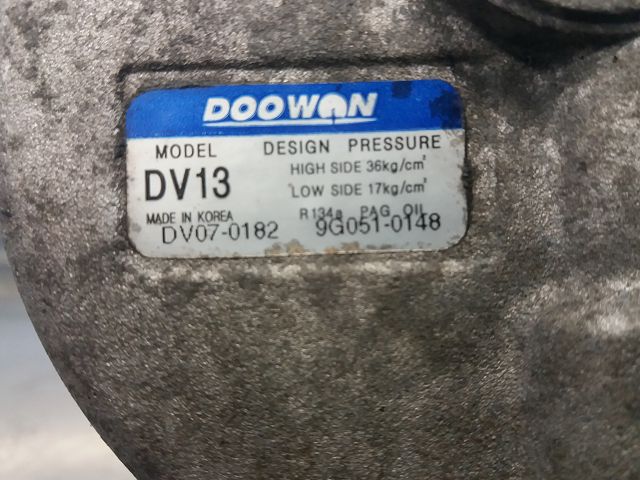 DOOWON
MODEL DESIGN PRESSURE
DV13 HIGH SIDE 36kg/cm²
LOW SIDE 17kg/cm²
MADE IN KOREA R134a PAG OIL
DV07-0182 9G051-0148